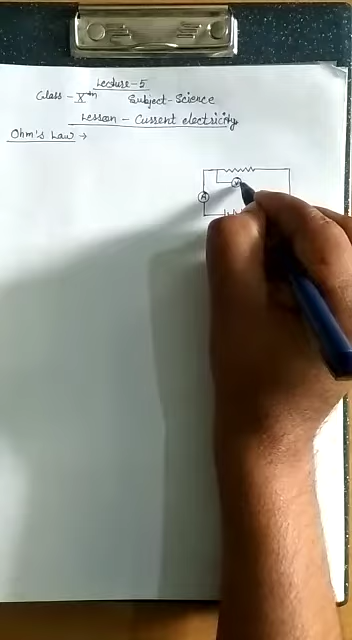 Lecture-5
Class - Xth Subject-Science
Lesson - Current electricity
Ohm's Law →
A
V